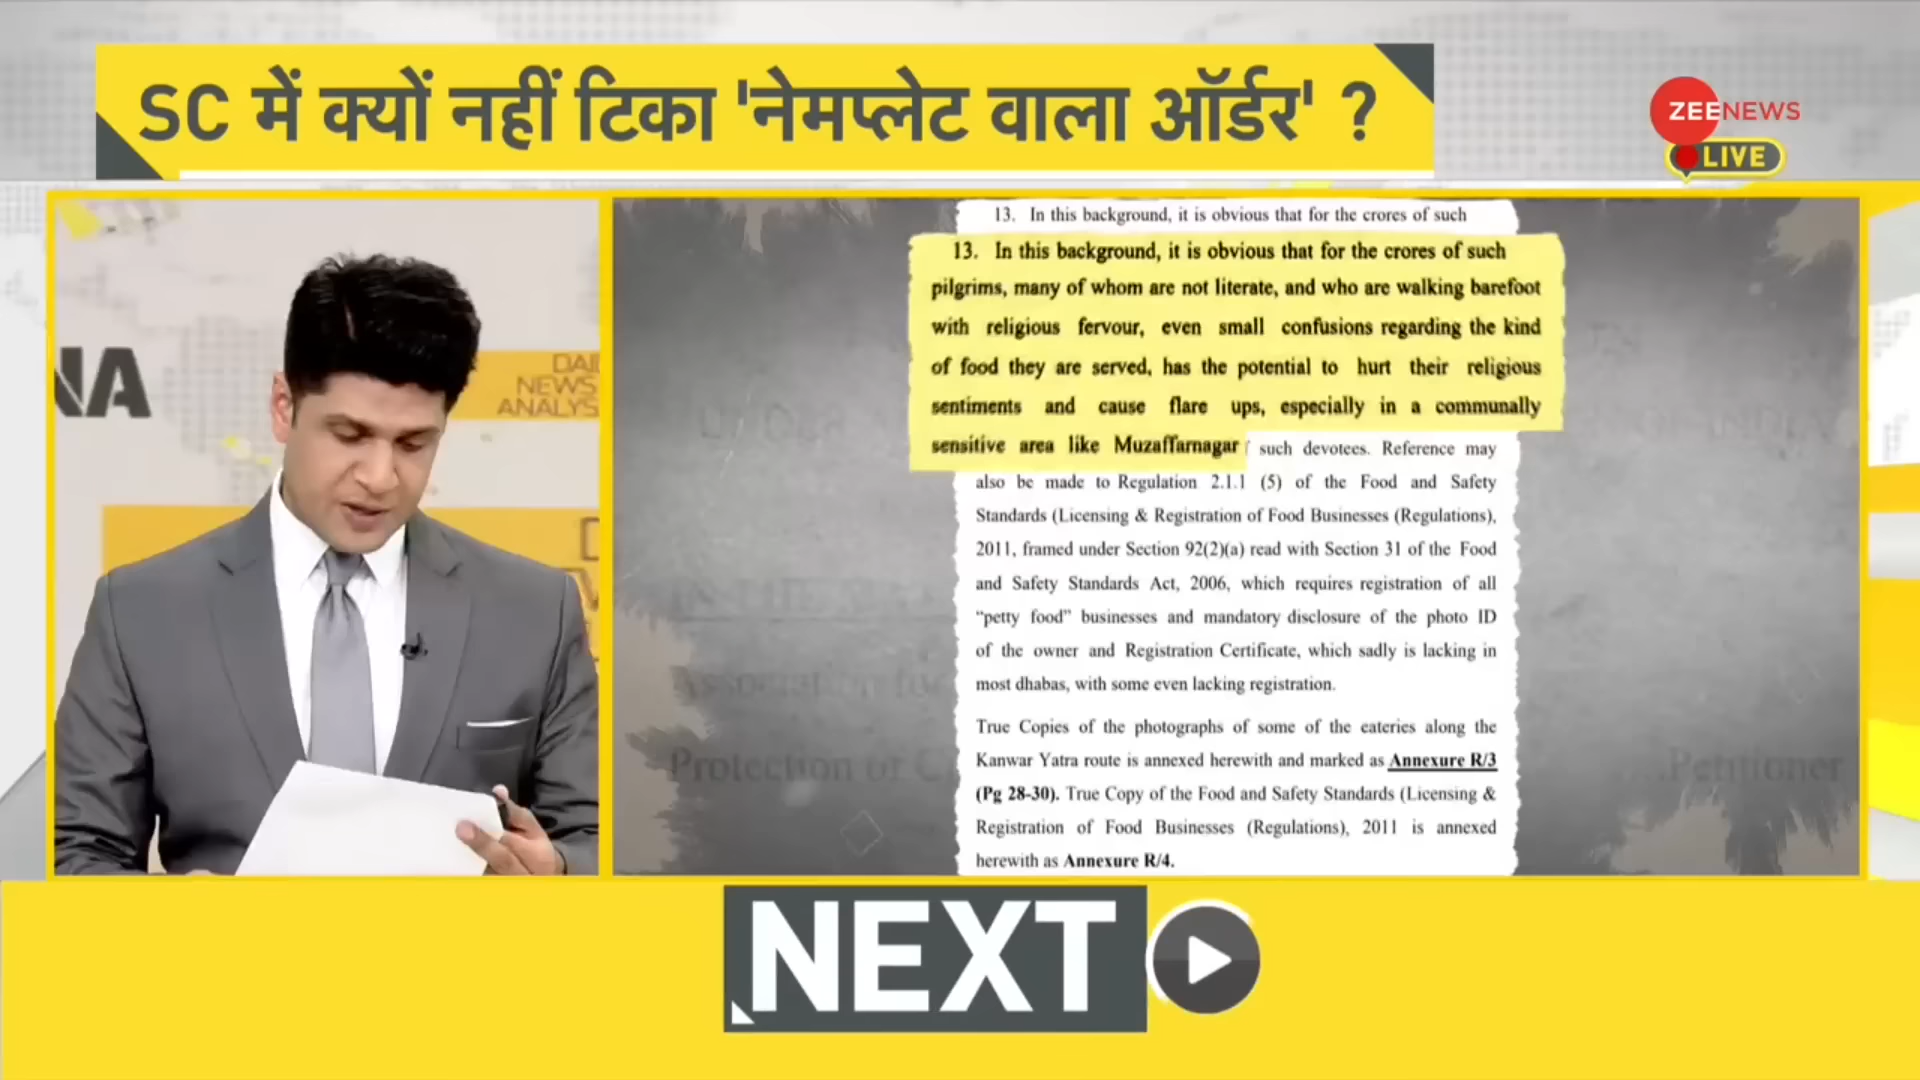 SC में क्यों नहीं टिका 'नेमप्लेट वाला ऑर्डर' ?
ZEENEWS
LIVE
NA
DAI
NEWS
ANALYS
13. In this background, it is obvious that for the crores of such
13. In this background, it is obvious that for the crores of such
pilgrims, many of whom are not literate, and who are walking barefoot
with religious fervour, even small confusions regarding the kind
of food they are served, has the potential to hurt their religious
sentiments and cause flare ups, especially in a communally
sensitive area like Muzaffarnagar
such devotees. Reference may
also be made to Regulation 2.1.1 (5) of the Food and Safety
Standards (Licensing & Registration of Food Businesses (Regulations),
2011, framed under Section 92(2)(a) read with Section 31 of the Food
and Safety Standards Act, 2006, which requires registration of all
“petty food” businesses and mandatory disclosure of the photo ID
of the owner and Registration Certificate, which sadly is lacking in
most dhabas, with some even lacking registration.
True Copies of the photographs of some of the eateries along the
Kanwar Yatra route is annexed herewith and marked as Annexure R/3
(Pg 28-30). True Copy of the Food and Safety Standards (Licensing &
Registration of Food Businesses (Regulations), 2011 is annexed
herewith as Annexure R/4.
Association for
Protection of C
Petitioner
NEXT